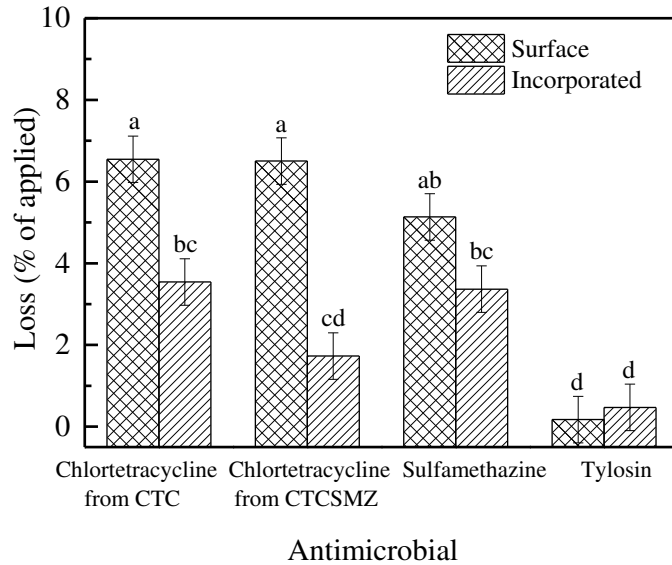 10
8
6
4
2
0
Loss (% of applied)
Surface
Incorporated
a
bc
a
cd
ab
bc
d
d
Chlortetracycline
from CTC
Chlortetracycline
from CTCSMZ
Sulfamethazine
Tylosin
Antimicrobial